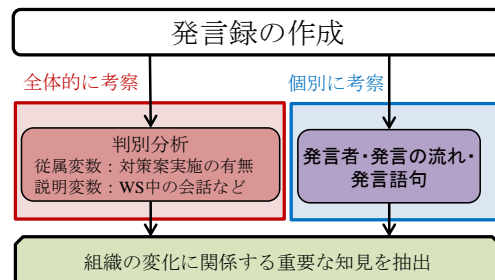 発言録の作成
全体的に考察
個別に考察
判別分析
従属変数：対策案実施の有無
説明変数：WS中の会話など
発言者・発言の流れ・
発言語句
組織の変化に関係する重要な知見を抽出